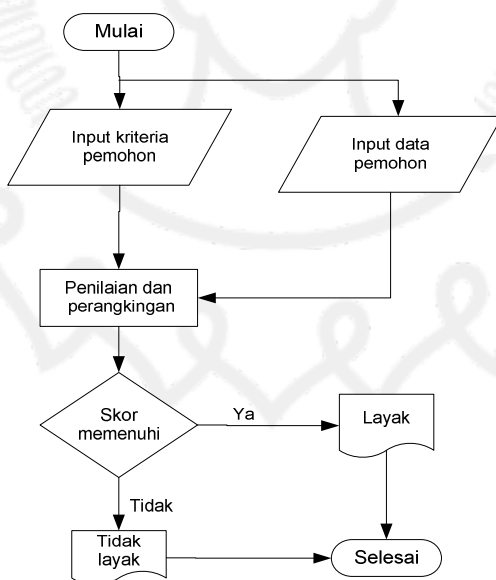 Mulai
Input kriteria
pemohon
Input data
pemohon
Penilaian dan
perangkingan
Skor
memenuhi
Ya
Layak
Tidak
Tidak
layak
Selesai